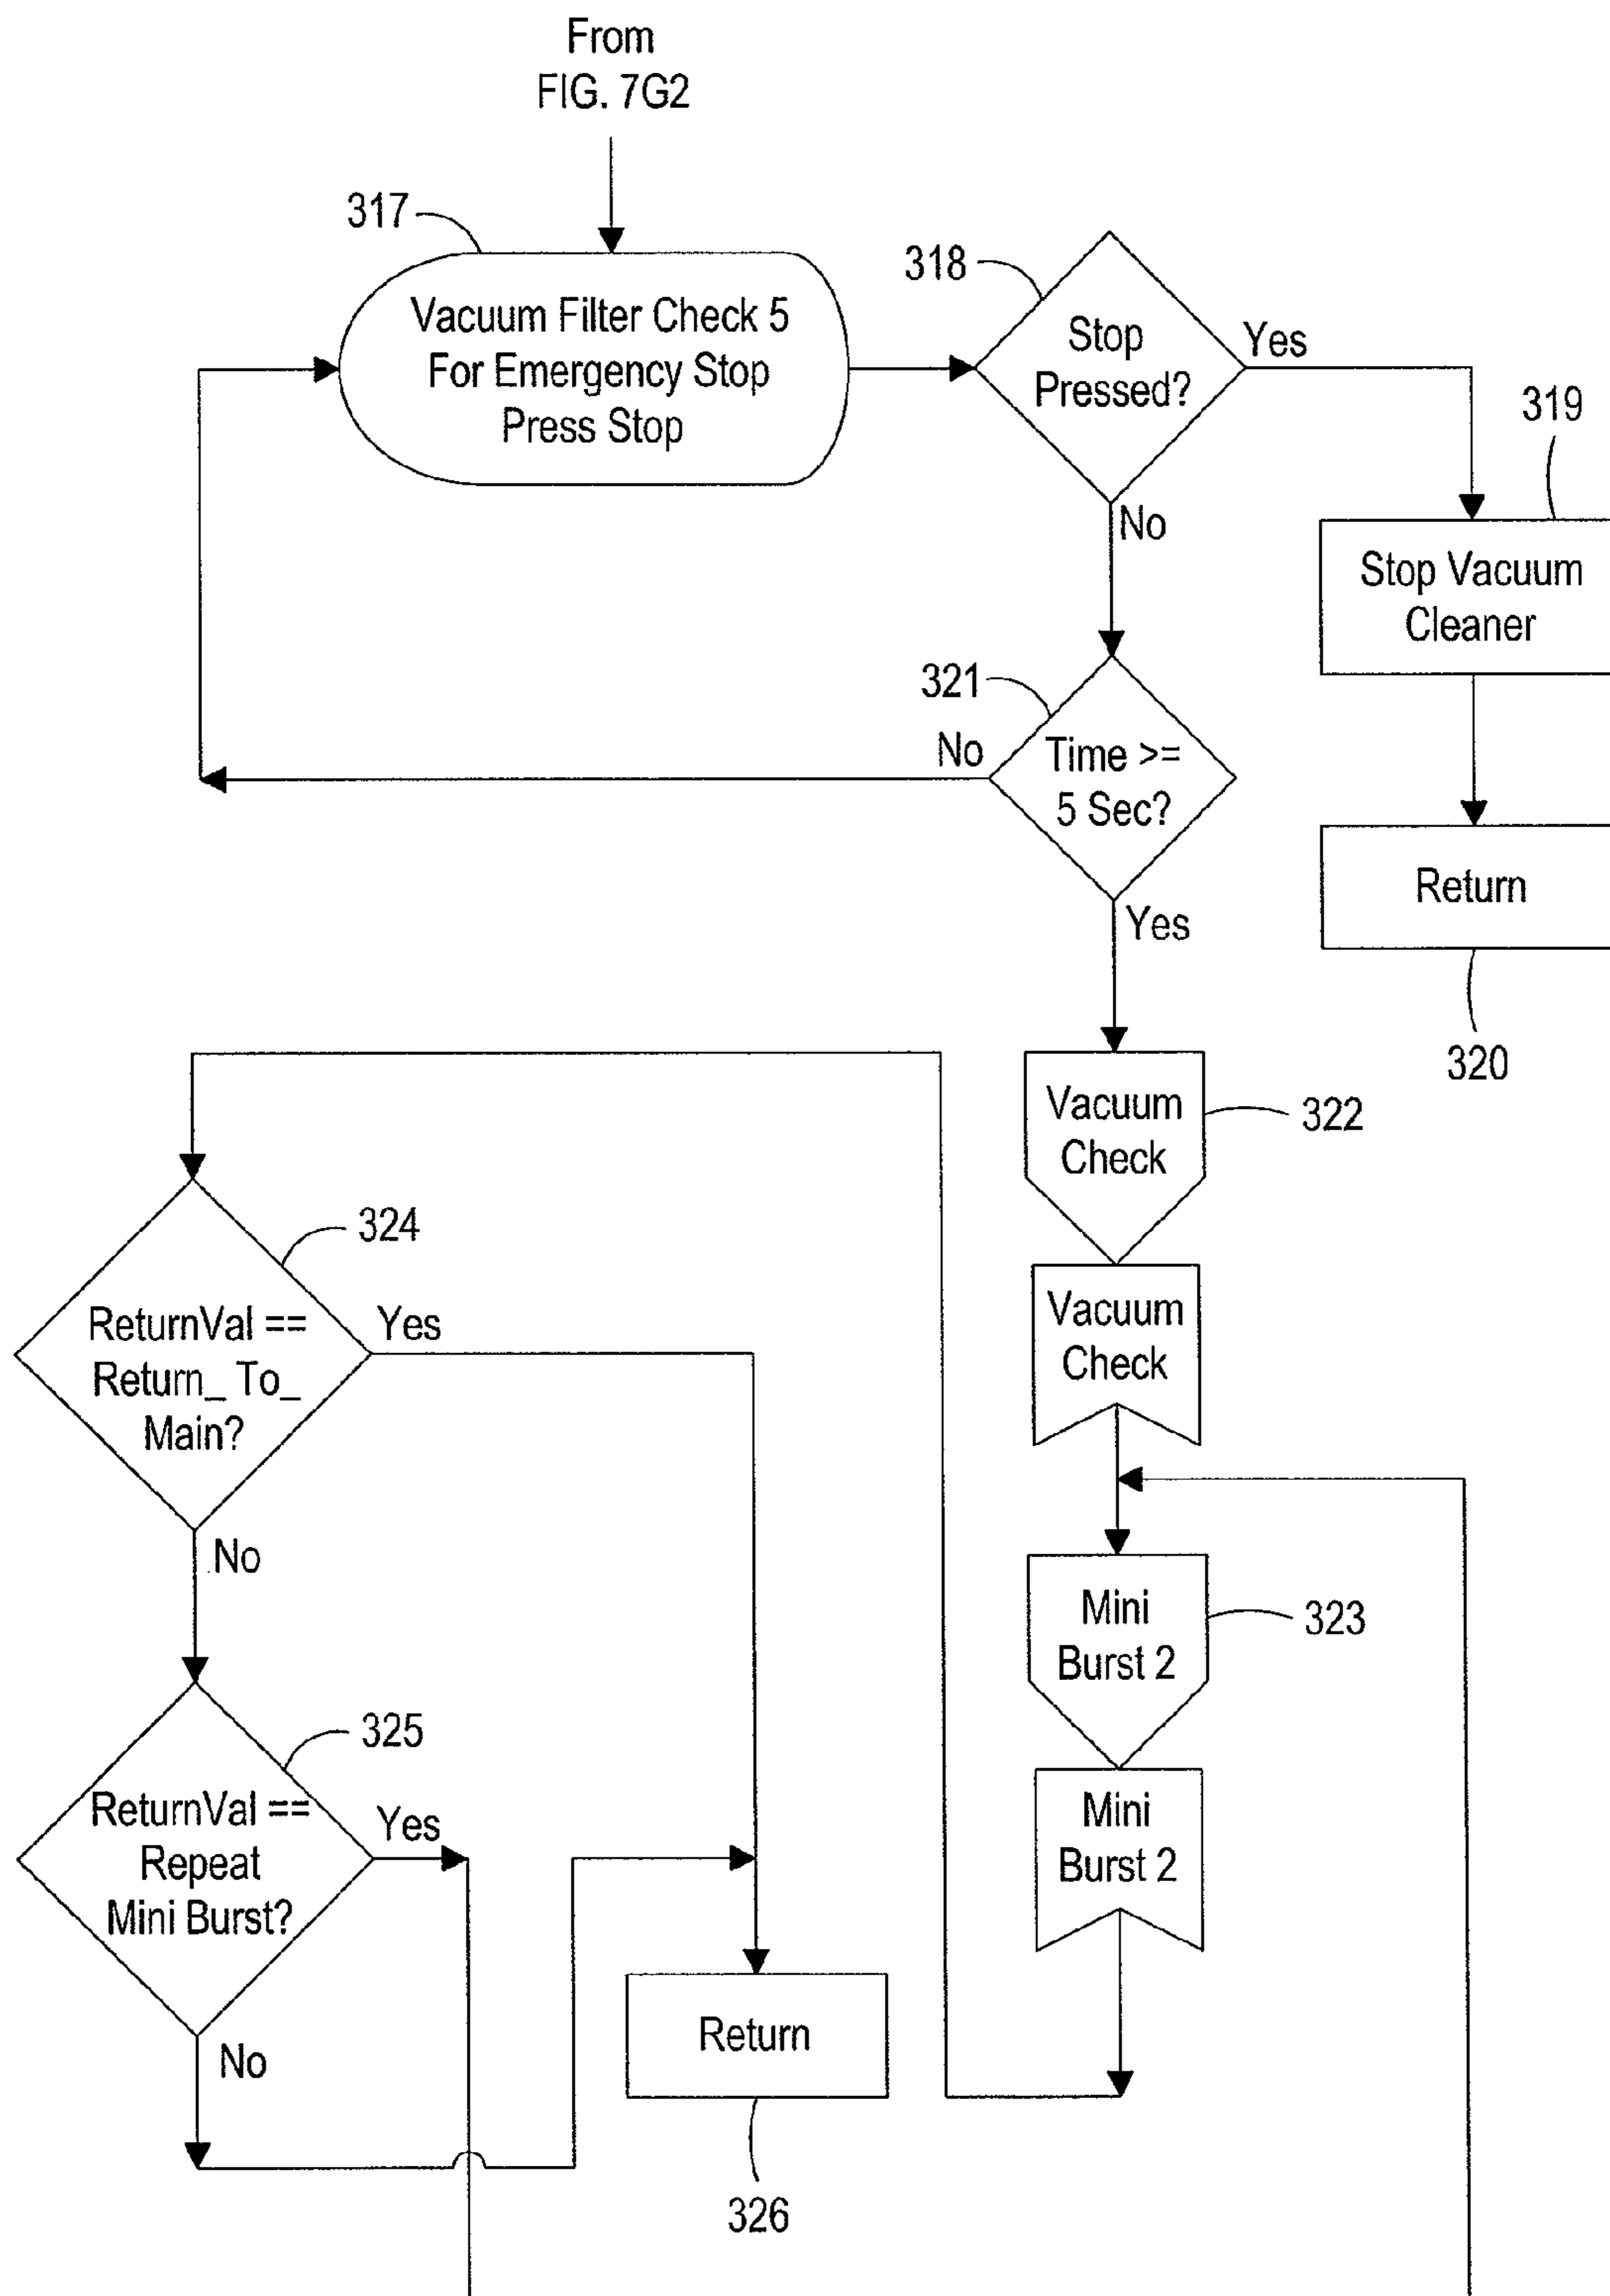 From
FIG. 7G2
317
Vacuum Filter Check 5
For Emergency Stop
Press Stop
318
Stop
Pressed?
Yes
No
319
Stop Vacuum
Cleaner
Return
320
321
Time >=
5 Sec?
No
Yes
Vacuum
Check
322
Vacuum
Check
Mini
Burst 2
323
Mini
Burst 2
324
ReturnVal ==
Return_ To_
Main?
Yes
No
325
ReturnVal ==
Repeat
Mini Burst?
Yes
No
Return
326